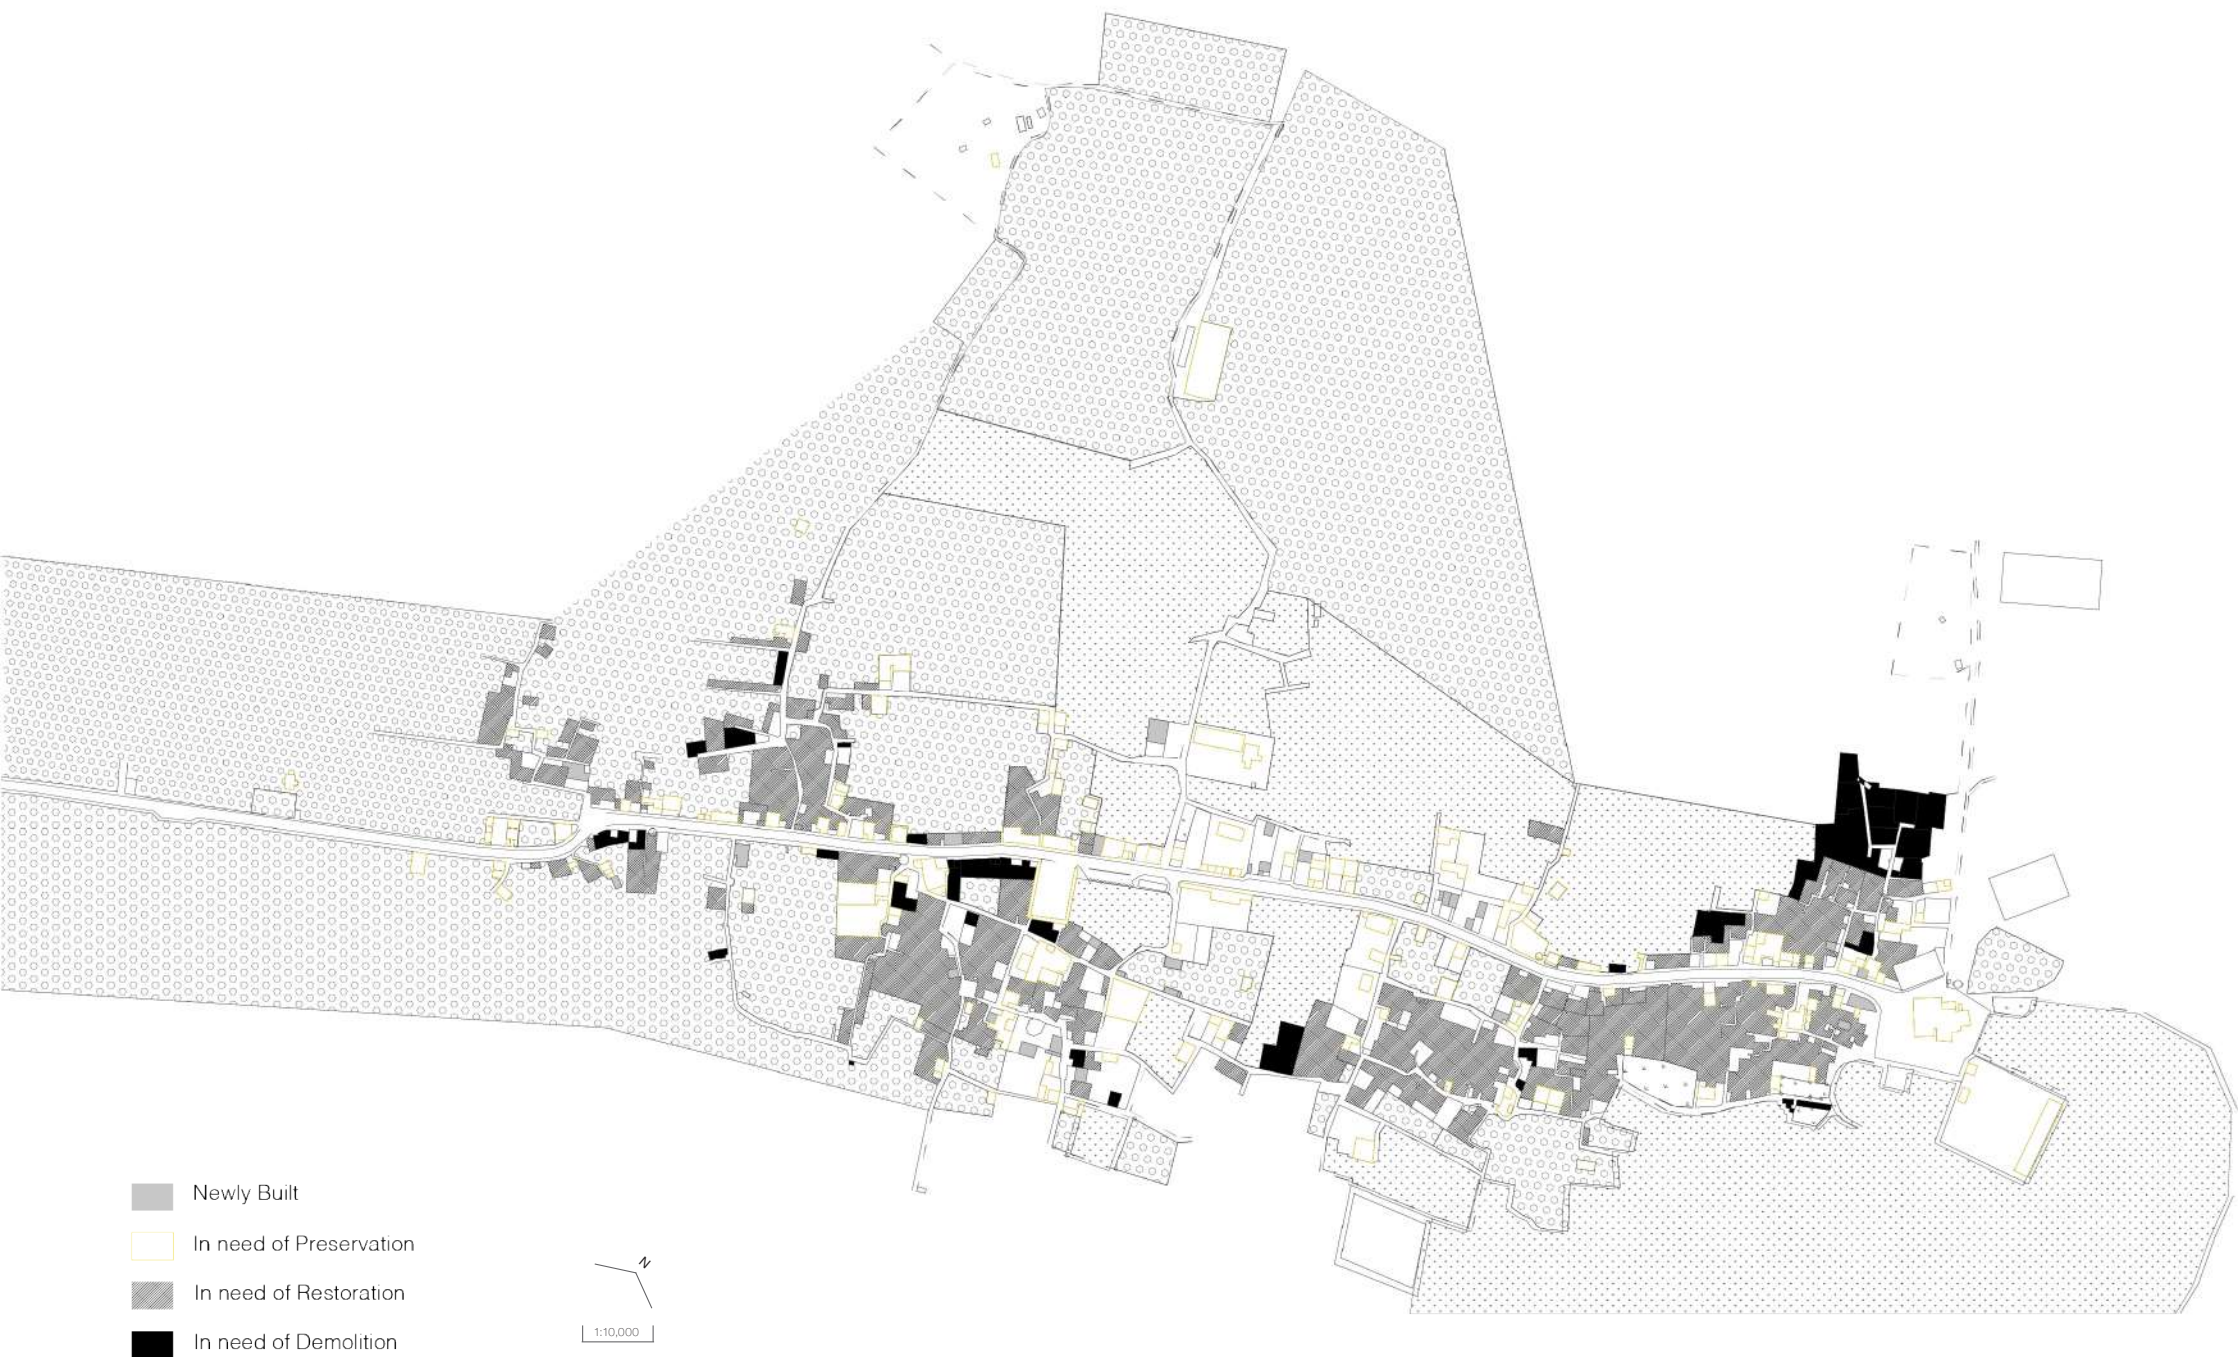 Newly Built
In need of Preservation
N
In need of Restoration
1:10,000
In need of Demolition